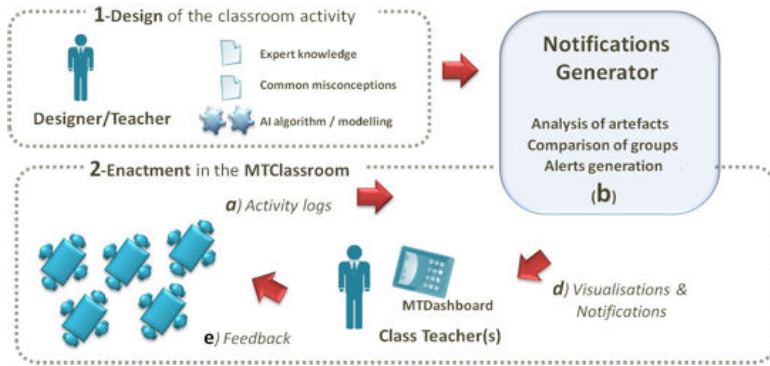 1-Design of the classroom activity
Expert knowledge
Common misconceptions
Designer/Teacher
AI algorithm / modelling
Notifications
Generator
Analysis of artefacts
Comparison of groups
Alerts generation
(b)
2-Enactment in the MTClassroom
a) Activity logs
MTDashboard
d) Visualisations &
Notifications
e) Feedback
Class Teacher(s)